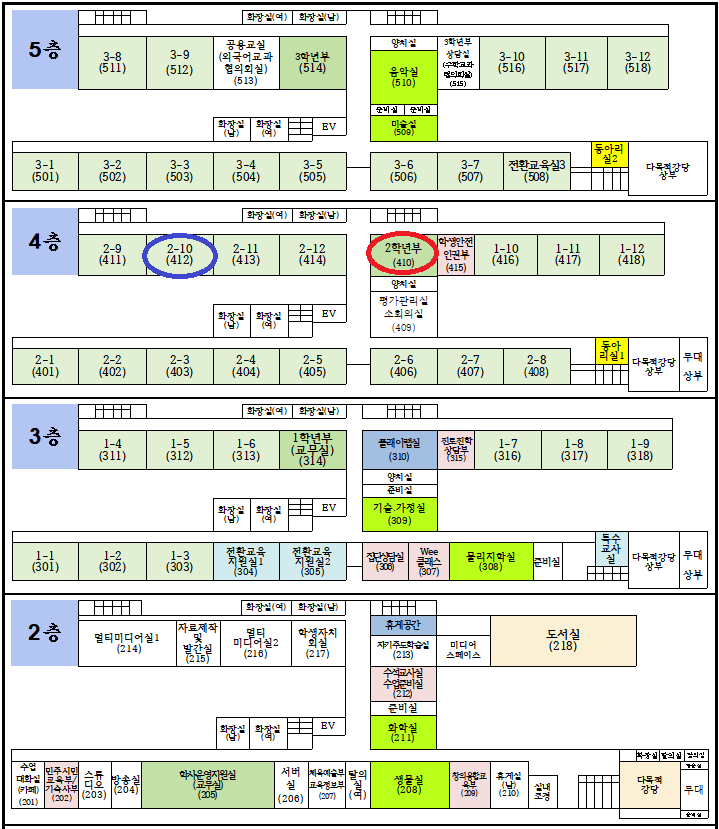 5층
화장실(여) 화장실(남)
3-8
(511)
3-9
(512)
공용교실
(외국어교과
협의회실)
(513)
3학년부
(514)
양치실
음악실
(510)
준비실 준비실
미술실
(509)
3학년부
상담실
(수학교과
협의회실)
(515)
3-10
(516)
3-11
(517)
3-12
(518)
화장실
(남)
화장실
(여)
EV
동아리
실2
다목적강당
상부
3-1
(501)
3-2
(502)
3-3
(503)
3-4
(504)
3-5
(505)
3-6
(506)
3-7
(507)
전환교육실3
(508)
4층
화장실(여) 화장실(남)
2-9
(411)
2-10
(412)
2-11
(413)
2-12
(414)
2학년부
(410)
학생안전
인권부
(415)
1-10
(416)
1-11
(417)
1-12
(418)
양치실
평가관리실
소회의실
(409)
화장실
(남)
화장실
(여)
EV
동아
리실1
다목적강당
상부
무대
상부
2-1
(401)
2-2
(402)
2-3
(403)
2-4
(404)
2-5
(405)
2-6
(406)
2-7
(407)
2-8
(408)
3층
화장실(여) 화장실(남)
1-4
(311)
1-5
(312)
1-6
(313)
1학년부
(교무실)
(314)
플레이랩실
(310)
진로진학
상담부
(315)
1-7
(316)
1-8
(317)
1-9
(318)
양치실
준비실
기술.가정실
(309)
화장실
(남)
화장실
(여)
EV
특수
교사
실
다목적강당
상부
무대
상부
1-1
(301)
1-2
(302)
1-3
(303)
전환교육
지원실1
(304)
전환교육
지원실2
(305)
집단상담실
(306)
Wee
클래스
(307)
물리지학실
(308)
준비실
2층
화장실(여) 화장실(남)
멀티미디어실1
(214)
자료제작
및
발간실
(215)
멀티
미디어실2
(216)
학생자치
회실
(217)
휴게공간
자기주도학습실
(213)
미디어
스페이스
도서실
(218)
수석교사실
수업준비실
(212)
준비실
화학실
(211)
화장실
(남)
화장실
(여)
EV
화장실 탈의실
수업
대화실
(카페)
(201)
민주시민
교육부/
기숙사부
(202)
스튜
디오
(203)
방송실
(204)
학사운영지원실
(교무실)
(205)
서버
실
(206)
체육예술부
교육정보부
(207)
탈의
실
(여)
생물실
(208)
창의융합교
육부
(209)
휴게실
(남)
(210)
실내
조경
다목적
강당
무대